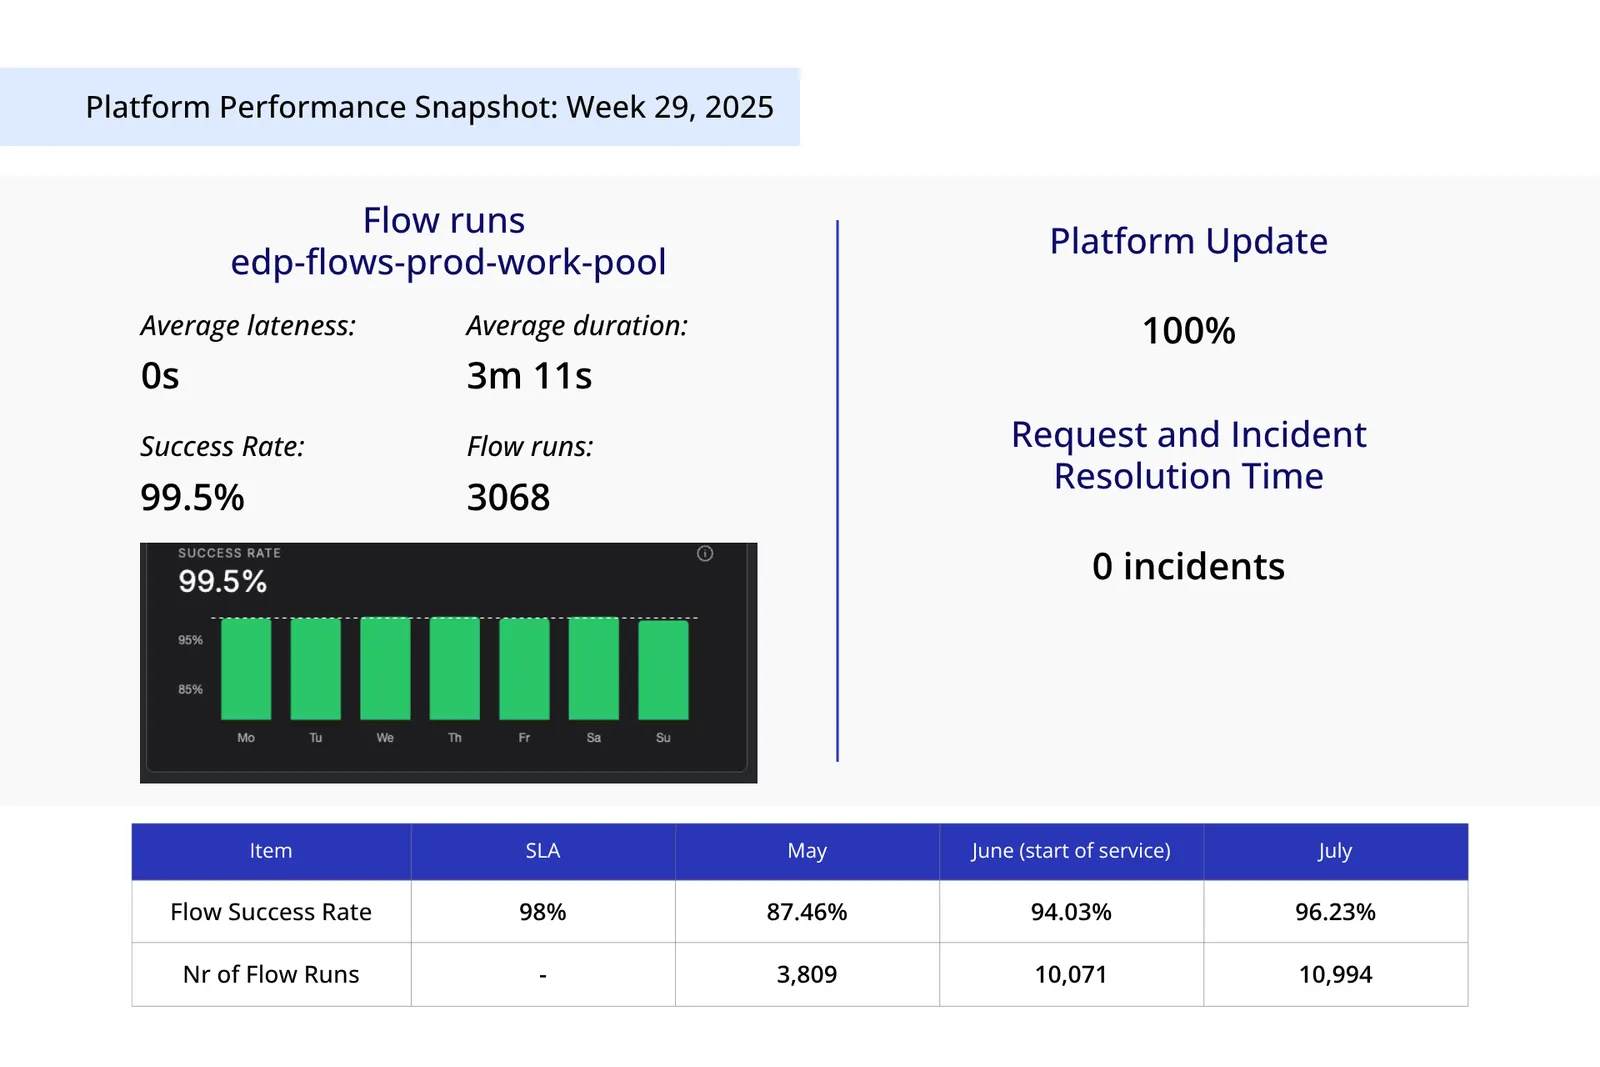 Platform Performance Snapshot: Week 29, 2025
Flow runs
edp-flows-prod-work-pool
Average lateness:
0s
Average duration:
3m 11s
Success Rate:
99.5%
Flow runs:
3068
SUCCESS RATE
99.5%
95%
85%
Mo Tu We Th Fr Sa Su
Platform Update
100%
Request and Incident
Resolution Time
0 incidents
Item SLA May June (start of service) July
Flow Success Rate 98% 87.46% 94.03% 96.23%
Nr of Flow Runs - 3,809 10,071 10,994